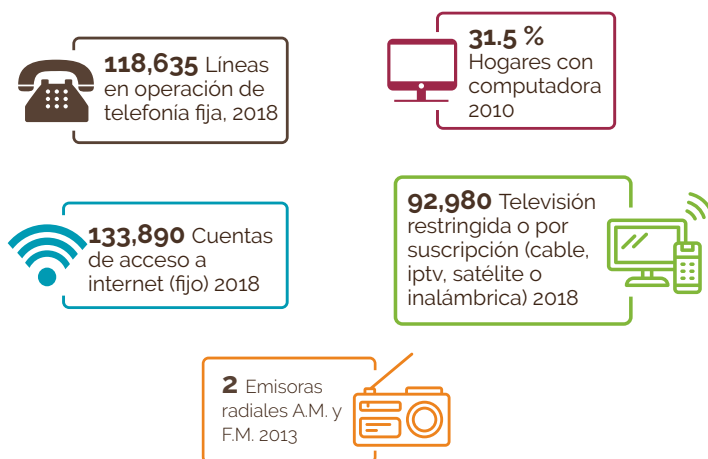 118,635 Líneas
en operación de
telefonía fija, 2018
31.5 %
Hogares con
computadora
2010
133,890 Cuentas
de acceso a
internet (fijo) 2018
92,980 Televisión
restringida o por
suscripción (cable,
iptv, satélite o
inalámbrica) 2018
2 Emisoras
radiales A.M. y
F.M. 2013